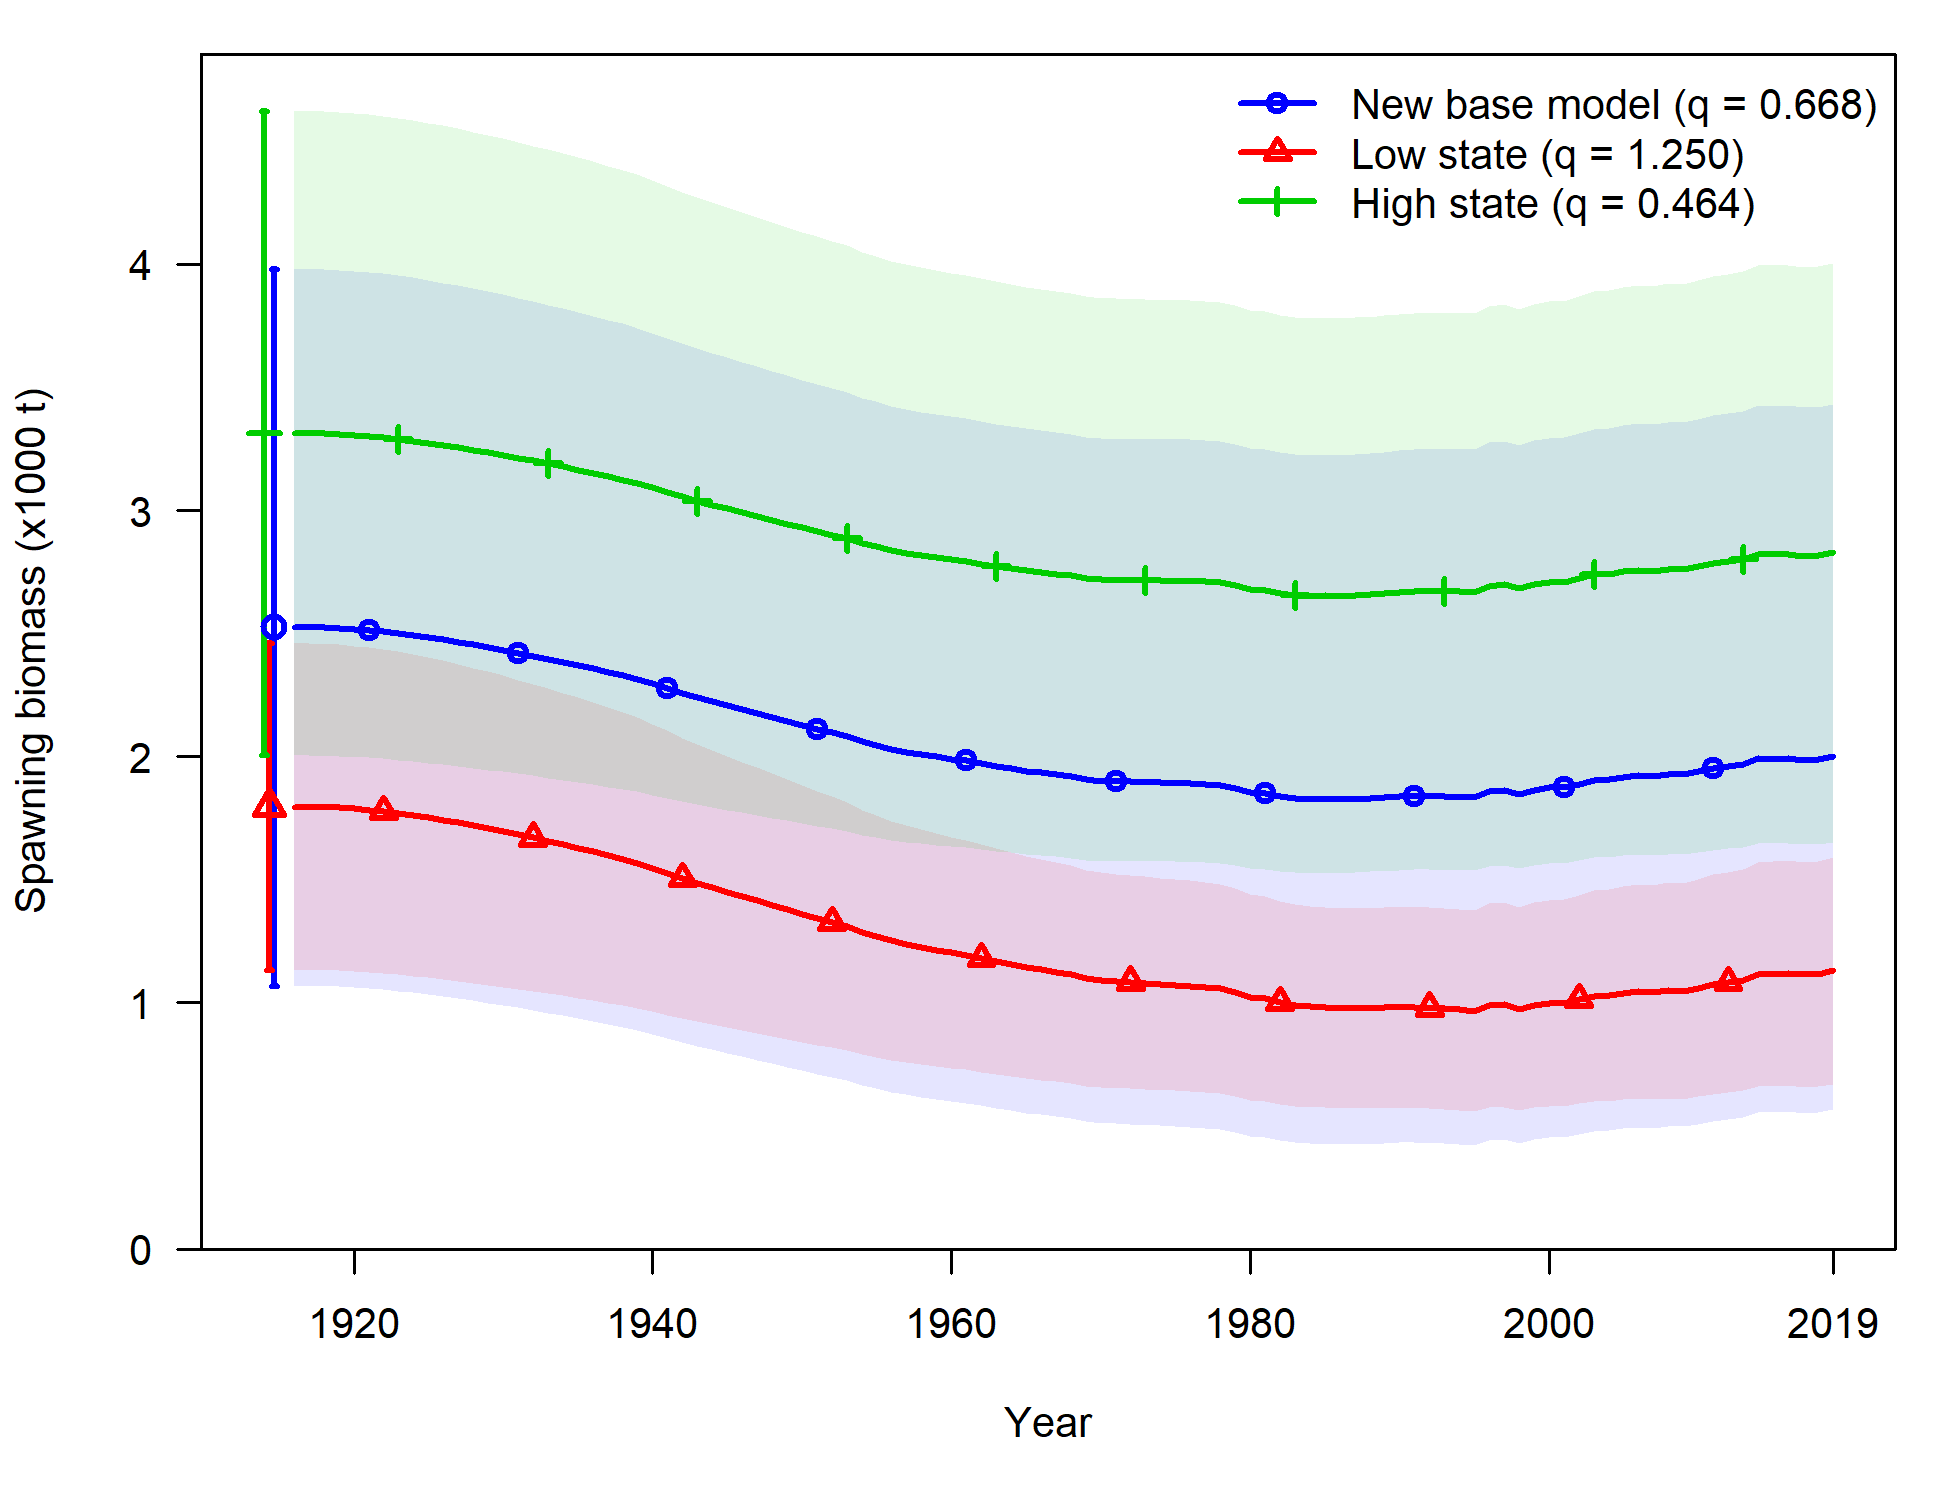 New base model (q = 0.668)
Low state (q = 1.250)
High state (q = 0.464)
Spawning biomass (x1000 t)
4
3
2
1
0
1920 1940 1960 1980 2000 2019
Year